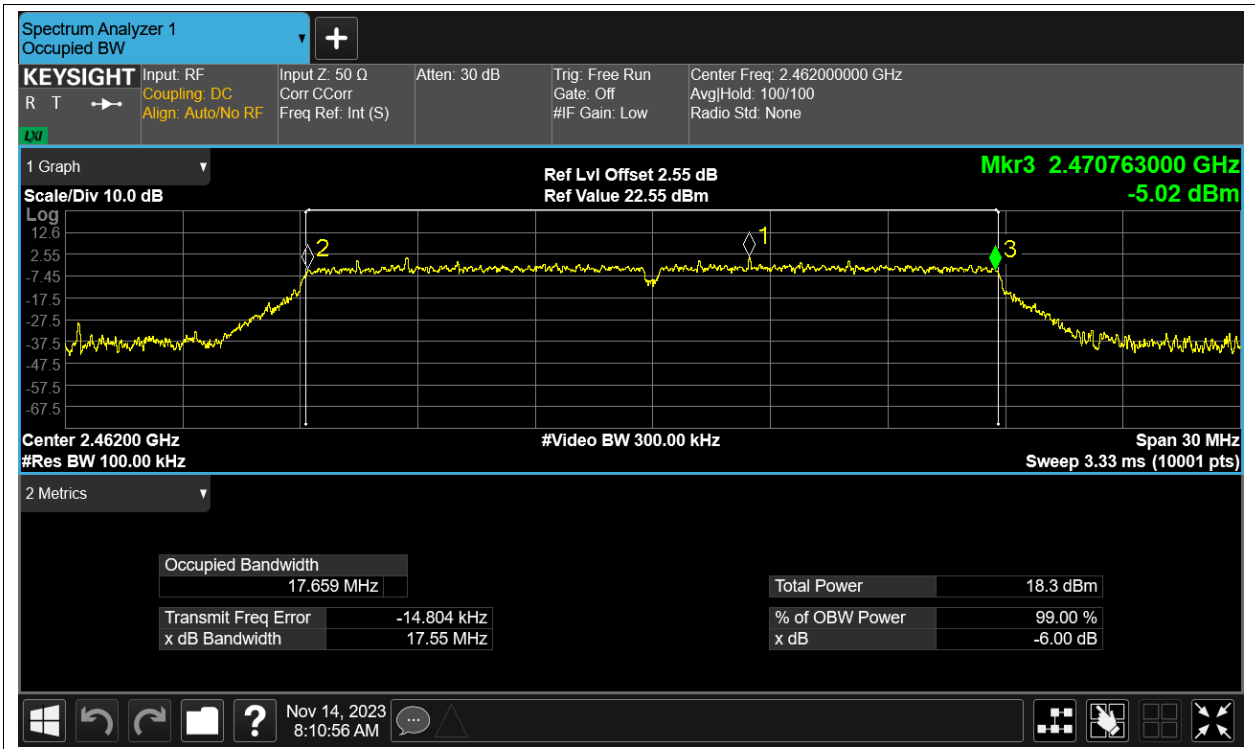 Spectrum Analyzer 1
Occupied BW
KEYSIGHT
R T
LXI
Input: RF
Coupling: DC
Align: Auto/No RF
Input Z: 50 Ω
Corr CCorr
Freq Ref: Int (S)
Atten: 30 dB
Trig: Free Run
Gate: Off
#IF Gain: Low
Center Freq: 2.462000000 GHz
Avg|Hold: 100/100
Radio Std: None
1 Graph
Scale/Div 10.0 dB
Ref Lvl Offset 2.55 dB
Ref Value 22.55 dBm
Mkr3 2.470763000 GHz
-5.02 dBm
Log
12.6
2.55
-7.45
-17.5
-27.5
-37.5
-47.5
-57.5
-67.5
2
1
3
Center 2.46200 GHz
#Video BW 300.00 kHz
Span 30 MHz
#Res BW 100.00 kHz
Sweep 3.33 ms (10001 pts)
2 Metrics
Occupied Bandwidth
17.659 MHz
Transmit Freq Error -14.804 kHz
x dB Bandwidth 17.55 MHz
Total Power 18.3 dBm
% of OBW Power 99.00 %
x dB -6.00 dB
?
Nov 14, 2023
8:10:56 AM